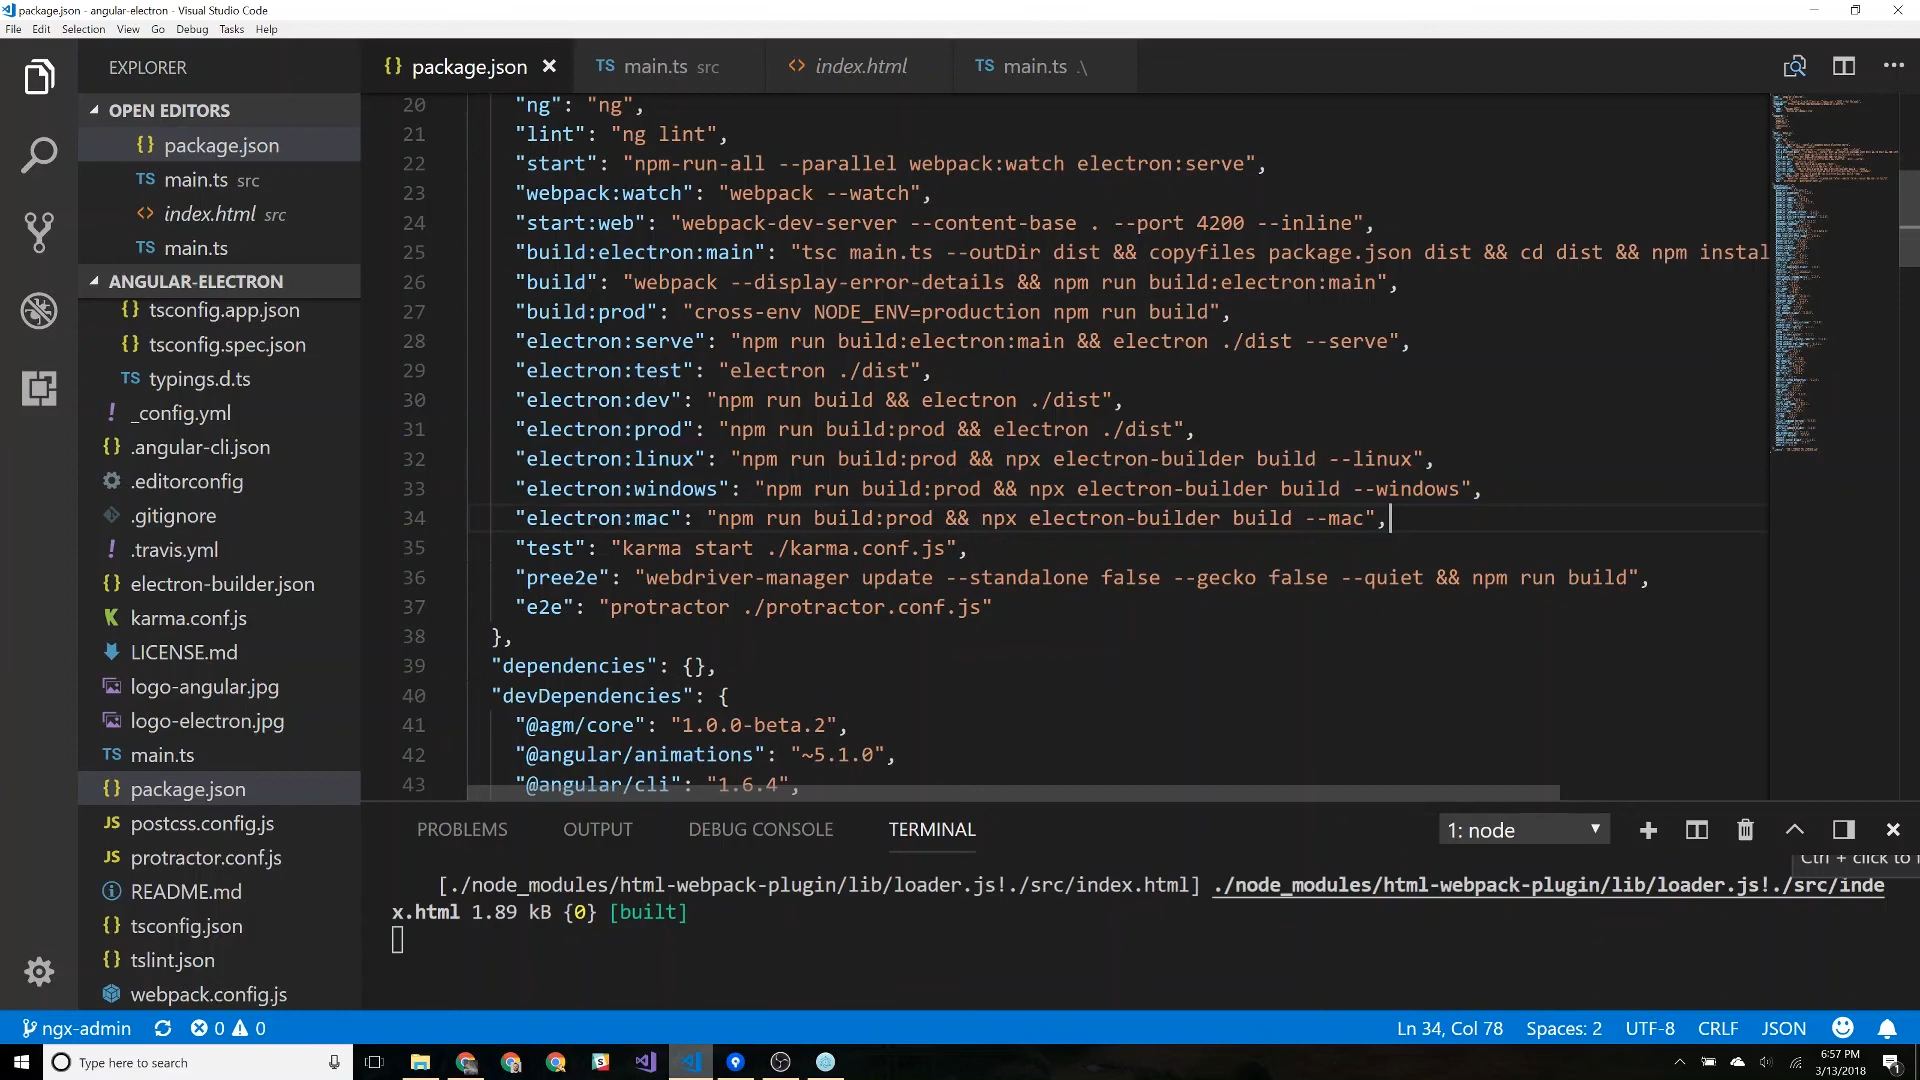 package.json - angular-electron - Visual Studio Code
File Edit Selection View Go Debug Tasks Help
EXPLORER
OPEN EDITORS
{} package.json
TS main.ts src
<> index.html src
TS main.ts
ANGULAR-ELECTRON
{} tsconfig.app.json
{} tsconfig.spec.json
TS typings.d.ts
! _config.yml
{} .angular-cli.json
.editorconfig
.gitignore
! .travis.yml
{} electron-builder.json
K karma.conf.js
LICENSE.md
logo-angular.jpg
logo-electron.jpg
TS main.ts
{} package.json
JS postcss.config.js
JS protractor.conf.js
README.md
{} tsconfig.json
{} tslint.json
webpack.config.js
{} package.json
TS main.ts src
<> index.html
TS main.ts .\
20 "ng": "ng",
21 "lint": "ng lint",
22 "start": "npm-run-all --parallel webpack:watch electron:serve",
23 "webpack:watch": "webpack --watch",
24 "start:web": "webpack-dev-server --content-base . --port 4200 --inline",
25 "build:electron:main": "tsc main.ts --outDir dist && copyfiles package.json dist && cd dist && npm instal
26 "build": "webpack --display-error-details && npm run build:electron:main",
27 "build:prod": "cross-env NODE_ENV=production npm run build",
28 "electron:serve": "npm run build:electron:main && electron ./dist --serve",
29 "electron:test": "electron ./dist",
30 "electron:dev": "npm run build && electron ./dist",
31 "electron:prod": "npm run build:prod && electron ./dist",
32 "electron:linux": "npm run build:prod && npx electron-builder build --linux",
33 "electron:windows": "npm run build:prod && npx electron-builder build --windows",
34 "electron:mac": "npm run build:prod && npx electron-builder build --mac",
35 "test": "karma start ./karma.conf.js",
36 "pree2e": "webdriver-manager update --standalone false --gecko false --quiet && npm run build",
37 "e2e": "protractor ./protractor.conf.js"
38 },
39 "dependencies": {},
40 "devDependencies": {
41 "@agm/core": "1.0.0-beta.2",
42 "@angular/animations": "~5.1.0",
43 "@angular/cli": "1.6.4",
PROBLEMS OUTPUT DEBUG CONSOLE TERMINAL
1: node
Ctrl + click to
[./node_modules/html-webpack-plugin/lib/loader.js!./src/index.html] ./node_modules/html-webpack-plugin/lib/loader.js!./src/inde
x.html 1.89 kB {0} [built]
ngx-admin 0 0
Ln 34, Col 78 Spaces: 2 UTF-8 CRLF JSON
Type here to search
6:57 PM
3/13/2018
1